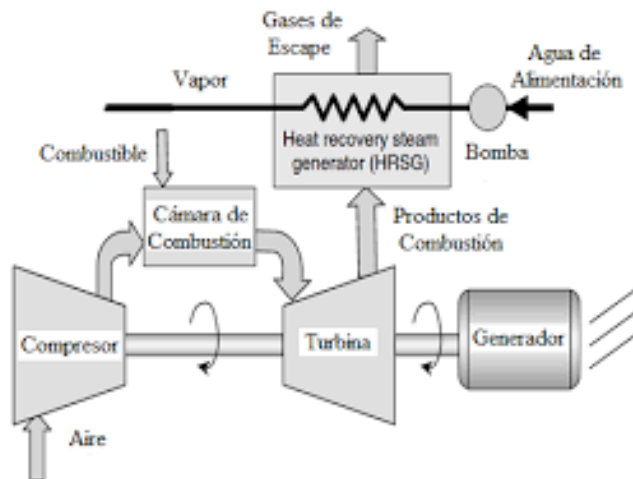 Gases de
Escape
Agua de
Alimentación
Vapor
Heat recovery steam
generator (HRSG)
Bomba
Combustible
Cámara de
Combustión
Productos de
Combustión
Compresor
Turbina
Generador
Aire